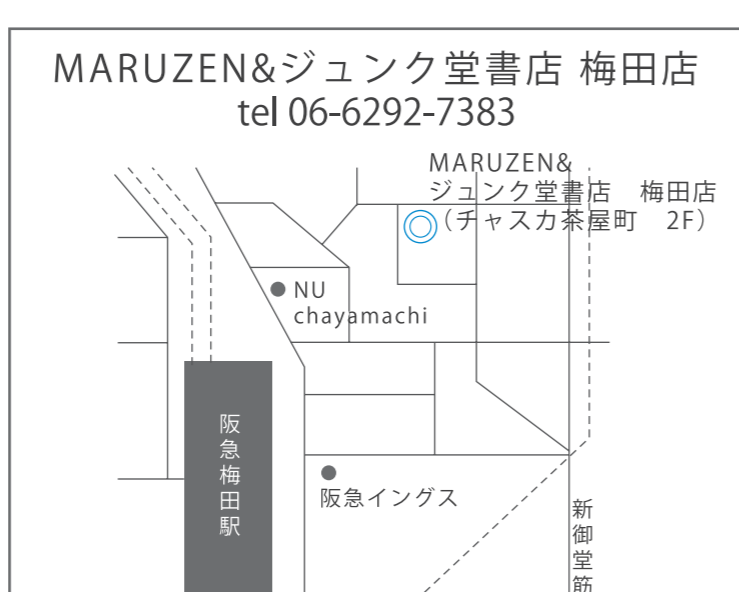 MARUZEN&ジュンク堂書店 梅田店
tel 06-6292-7383
MARUZEN&
ジュンク堂書店　梅田店
（チャスカ茶屋町　2F）
NU
chayamachi
阪急梅田駅
阪急イングス
新御堂筋